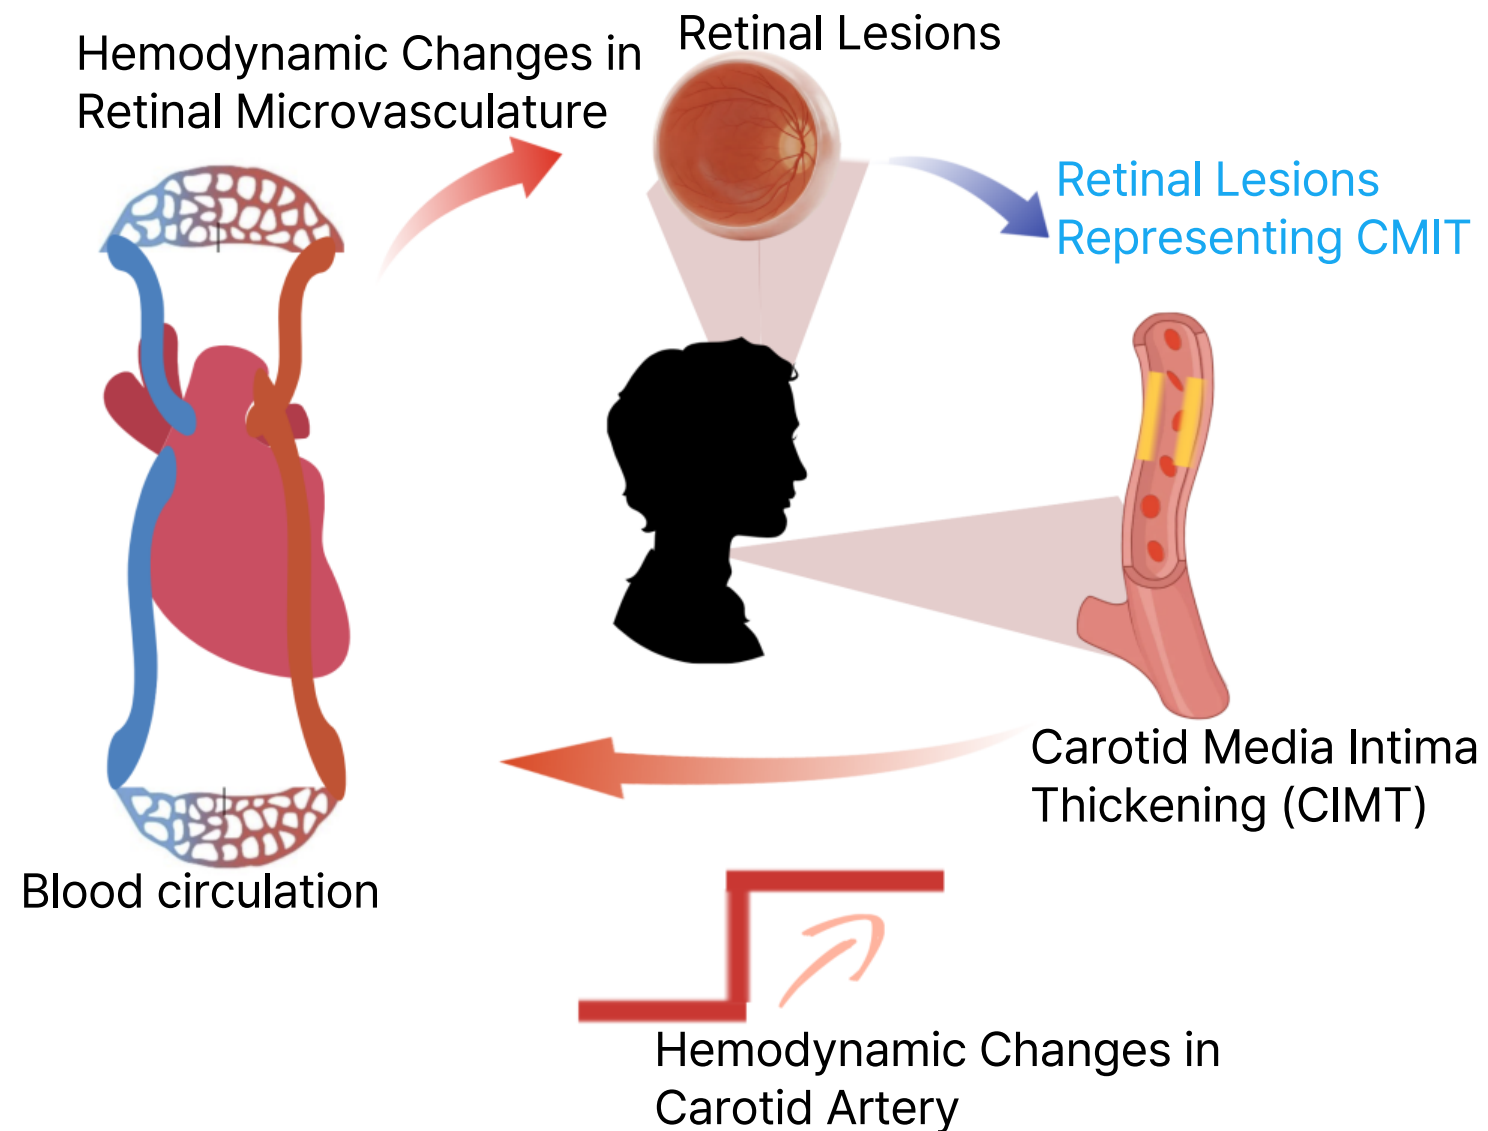 Hemodynamic Changes in
Retinal Microvasculature
Retinal Lesions
Retinal Lesions
Representing CMIT
Carotid Media Intima
Thickening (CIMT)
Blood circulation
Hemodynamic Changes in
Carotid Artery